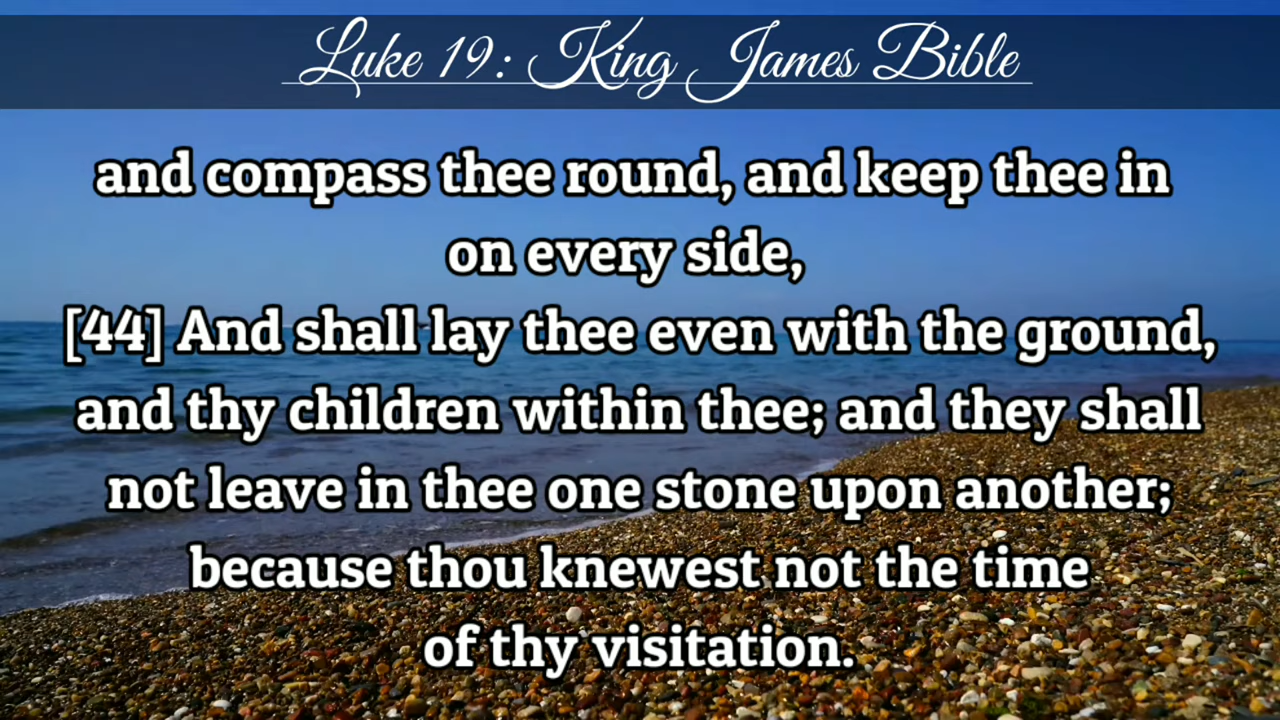 Luke 19: King James Bible
and compass thee round, and keep thee in
on every side,
[44] And shall lay thee even with the ground,
and thy children within thee; and they shall
not leave in thee one stone upon another;
because thou knewest not the time
of thy visitation.